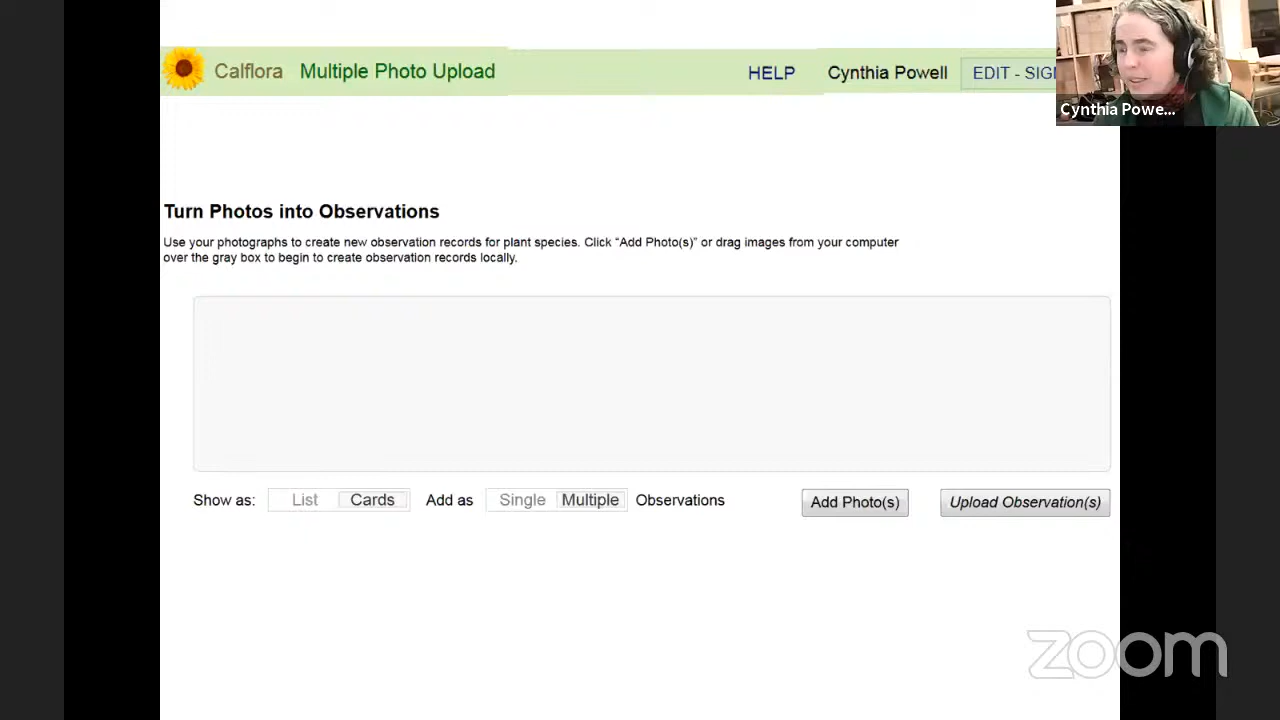 Calflora Multiple Photo Upload HELP Cynthia Powell EDIT - SIGN
Cynthia Powe...
Turn Photos into Observations
Use your photographs to create new observation records for plant species. Click “Add Photo(s)” or drag images from your computer
over the gray box to begin to create observation records locally.
Show as: List Cards Add as Single Multiple Observations Add Photo(s) Upload Observation(s)
zoom